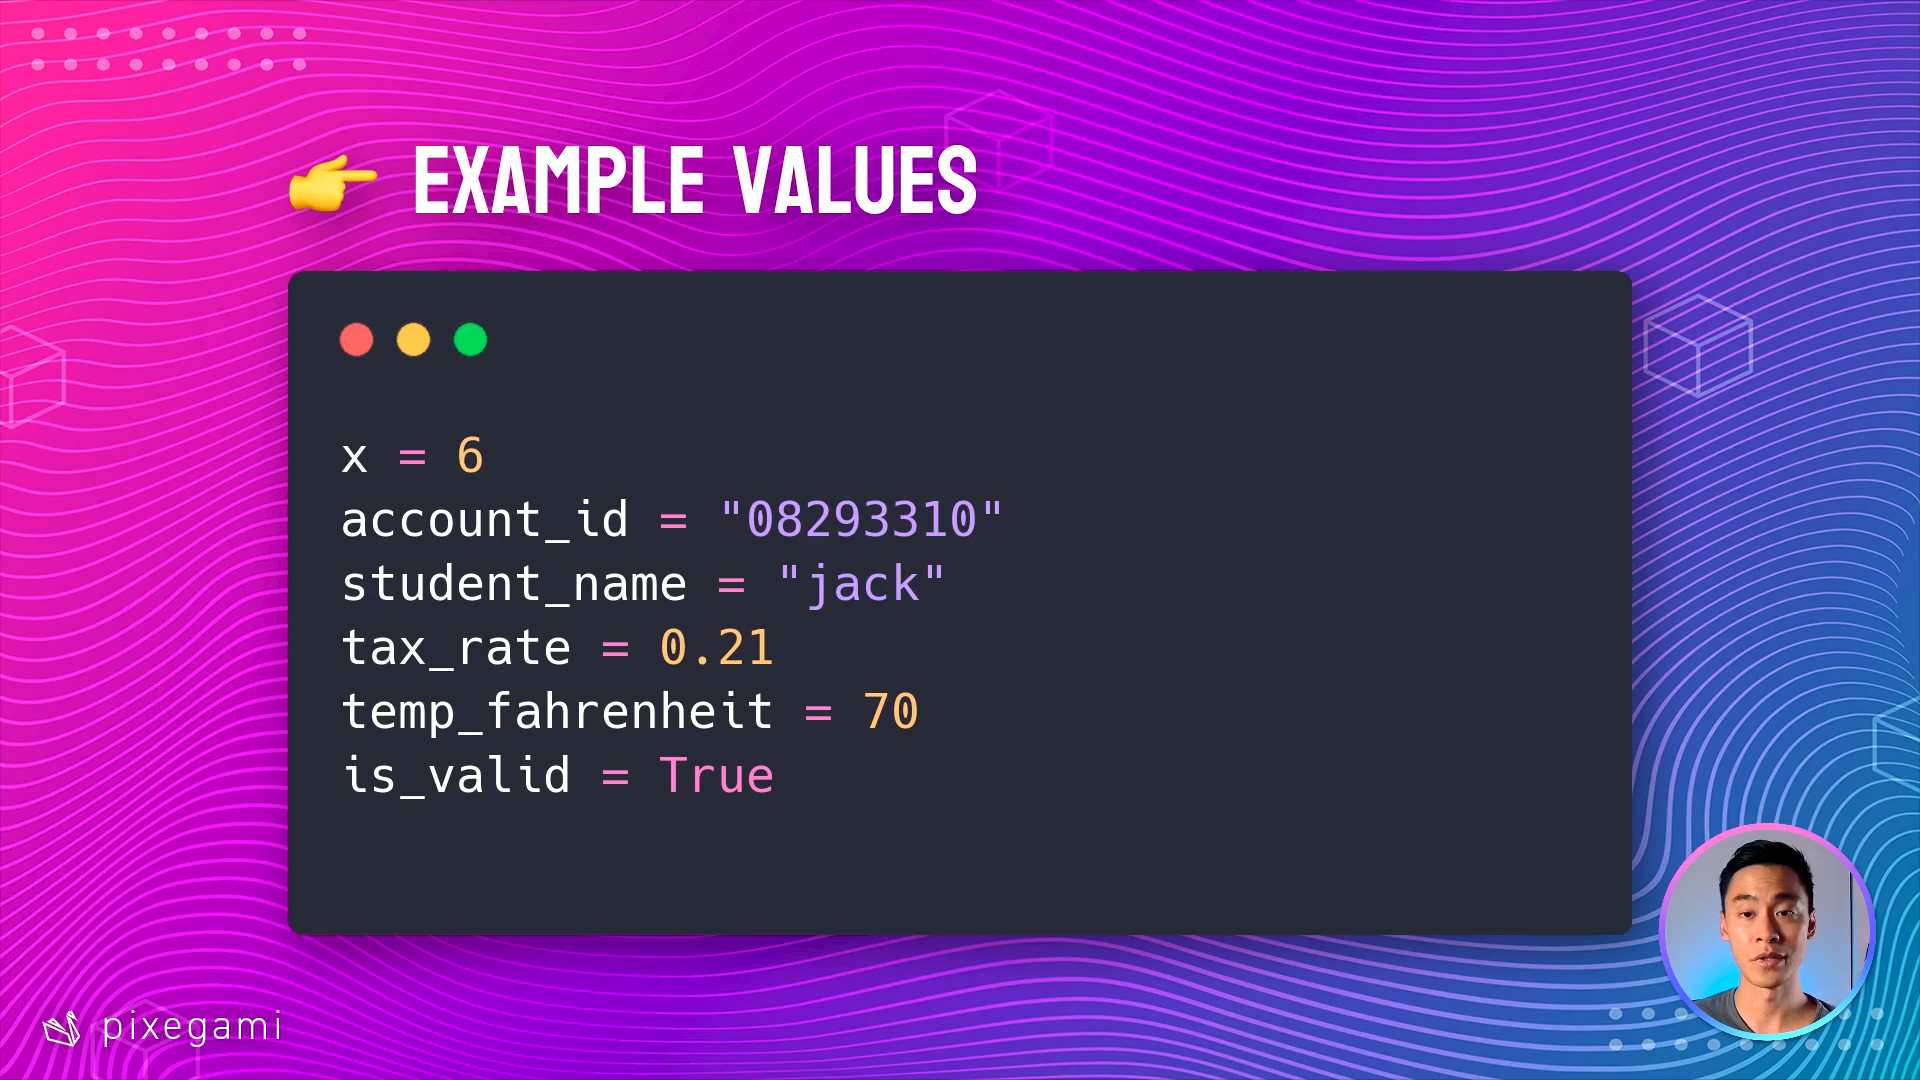 EXAMPLE VALUES
x = 6
account_id = "08293310"
student_name = "jack"
tax_rate = 0.21
temp_fahrenheit = 70
is_valid = True
pixegami